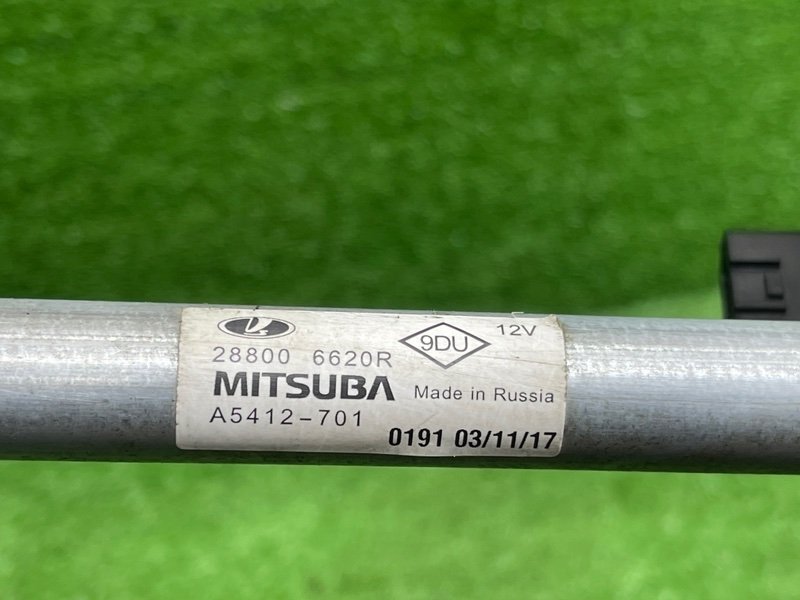 9DU
12V
28800 6620R
MITSUBA
Made in Russia
A5412-701
0191 03/11/17